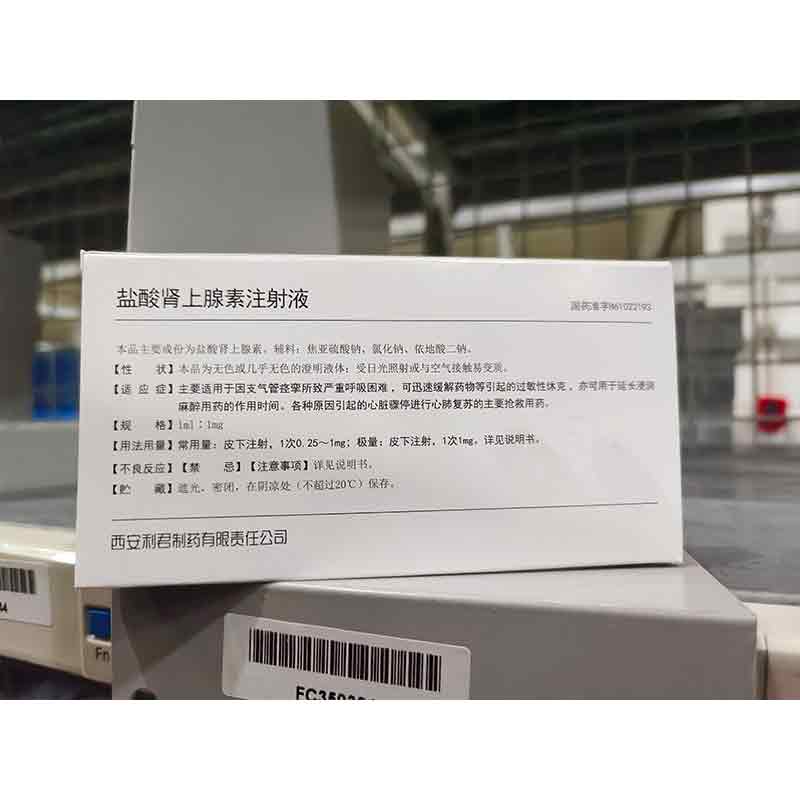 盐酸肾上腺素注射液
国药准字H61022193
本品主要成份为盐酸肾上腺素。辅料：焦亚硫酸钠，氯化钠、依地酸二钠。
【性　状】本品为无色或几乎无色的澄明液体；受日光照射或与空气接触易变质。
【适 应 症】主要适用于因支气管痉挛所致严重呼吸困难，可迅速缓解药物等引起的过敏性休克，亦可用于延长浸润
麻醉用药的作用时间。各种原因引起的心脏骤停进行心肺复苏的主要抢救用药。
【规　格】1ml：1mg
【用法用量】常用量：皮下注射，1次0.25～1mg；极量：皮下注射，1次1mg。详见说明书。
【不良反应】【禁　忌】【注意事项】详见说明书。
【贮　藏】遮光，密闭，在阴凉处（不超过20℃）保存。
西安利君制药有限责任公司
Fn